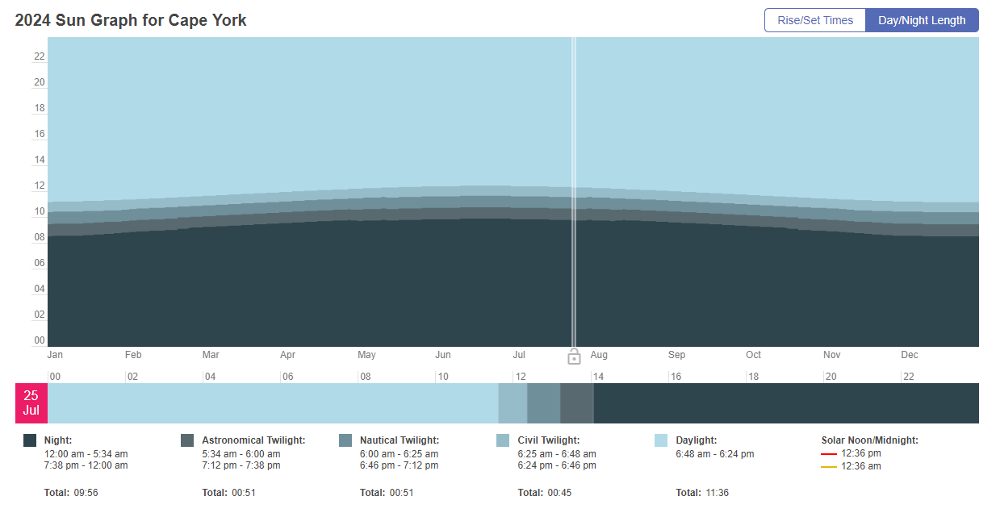 2024 Sun Graph for Cape York
Rise/Set Times Day/Night Length
22
20
18
16
14
12
10
08
06
04
02
00
Jan Feb Mar Apr May Jun Jul Aug Sep Oct Nov Dec
00 02 04 06 08 10 12 14 16 18 20 22
25
Jul
Night: Astronomical Twilight: Nautical Twilight: Civil Twilight: Daylight: Solar Noon/Midnight:
12:00 am - 5:34 am 5:34 am - 6:00 am 6:00 am - 6:25 am 6:25 am - 6:48 am 6:48 am - 6:24 pm 12:36 pm
7:38 pm - 12:00 am 7:12 pm - 7:38 pm 6:46 pm - 7:12 pm 6:24 pm - 6:46 pm 12:36 am
Total: 09:56 Total: 00:51 Total: 00:51 Total: 00:45 Total: 11:36